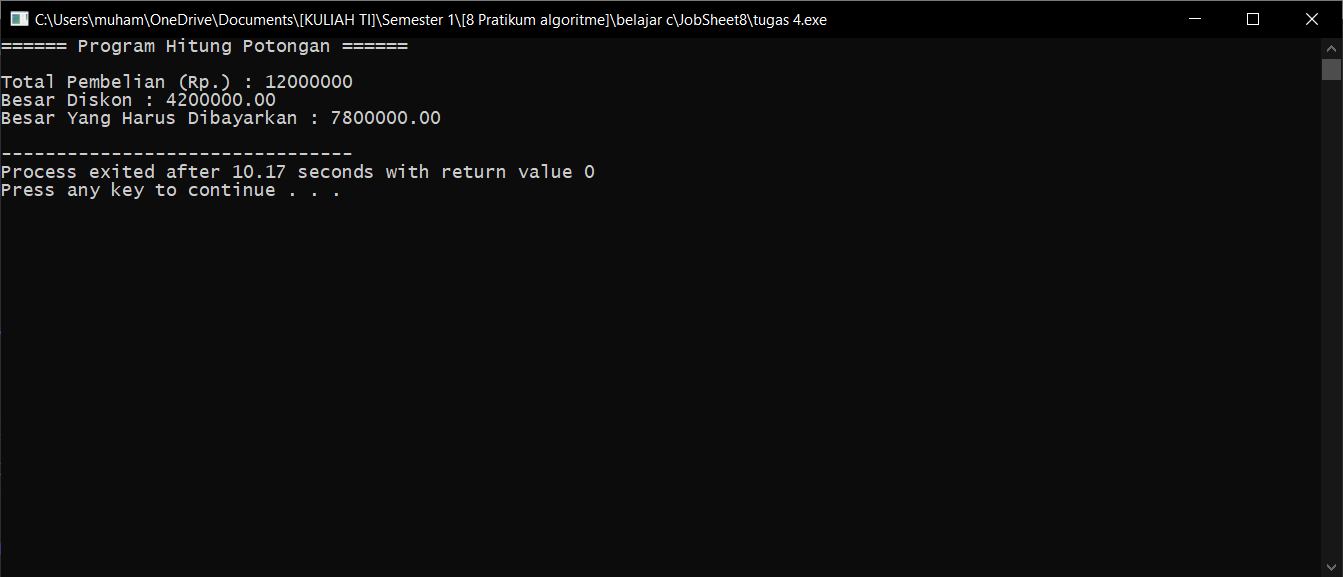 C:\Users\muham\OneDrive\Documents\[KULIAH TI]\Semester 1\[8 Pratikum algoritme]\belajar c\JobSheet8\tugas 4.exe
====== Program Hitung Potongan ======
Total Pembelian (Rp.) : 12000000
Besar Diskon : 4200000.00
Besar Yang Harus Dibayarkan : 7800000.00
--------------------------------
Process exited after 10.17 seconds with return value 0
Press any key to continue . . .